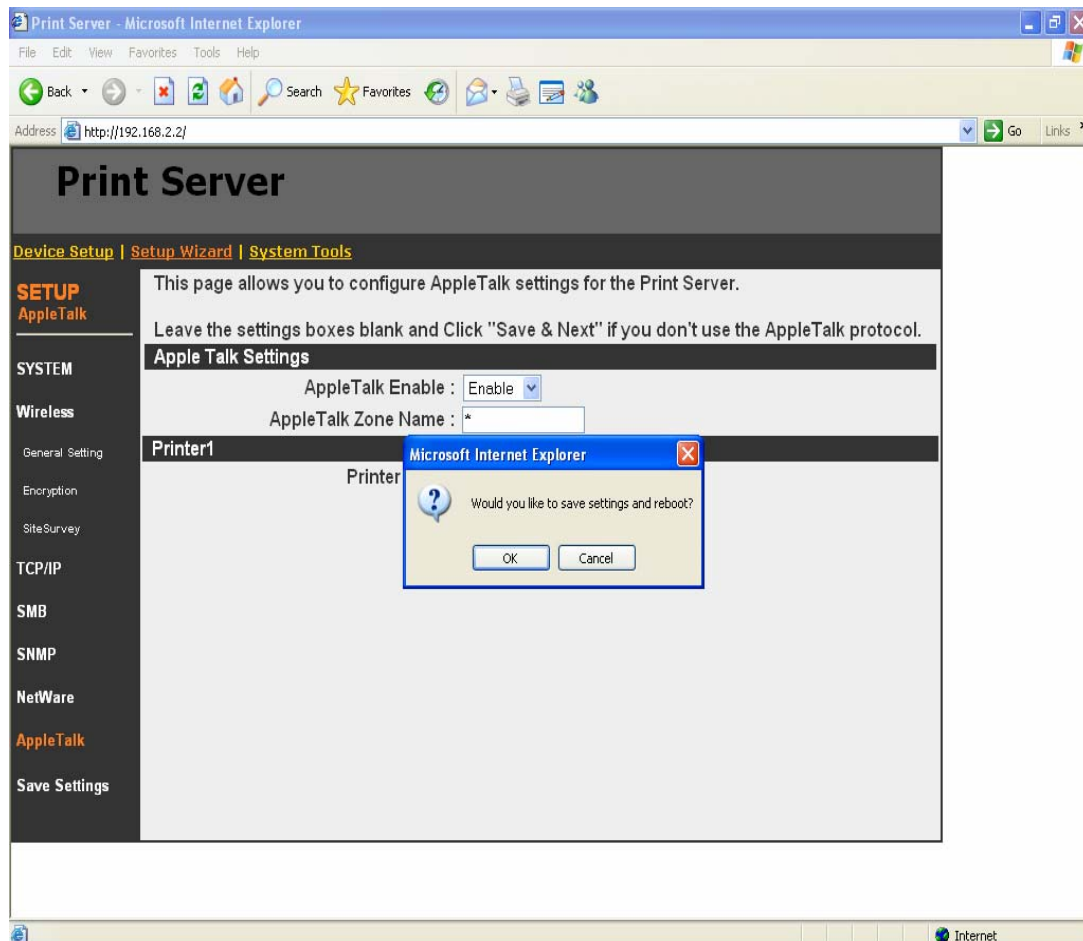 Print Server - Microsoft Internet Explorer
File Edit View Favorites Tools Help
Back Search Favorites
Address http://192.168.2.2/ Go Links
Print Server
Device Setup | Setup Wizard | System Tools
SETUP
AppleTalk
SYSTEM
Wireless
General Setting
Encryption
SiteSurvey
TCP/IP
SMB
SNMP
NetWare
AppleTalk
Save Settings
This page allows you to configure AppleTalk settings for the Print Server.
Leave the settings boxes blank and Click "Save & Next" if you don't use the AppleTalk protocol.
Apple Talk Settings
AppleTalk Enable : Enable
AppleTalk Zone Name : *
Printer1
Printer
Microsoft Internet Explorer
Would you like to save settings and reboot?
OK Cancel
Internet